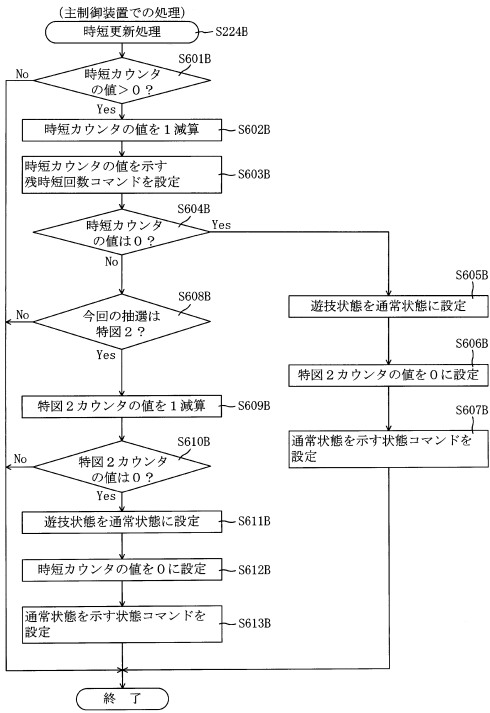 (主制御装置での処理)
時短更新処理
S224B
S601B
時短カウンタ
の値>0?
No
Yes
時短カウンタの値を1減算
S602B
時短カウンタの値を示す
残時短回数コマンドを設定
S603B
S604B
時短カウンタ
の値は0?
Yes
No
S605B
遊技状態を通常状態に設定
S606B
特図2カウンタの値を0に設定
S607B
通常状態を示す状態コマンドを
設定
S608B
今回の抽選は
特図2?
No
Yes
特図2カウンタの値を1減算
S609B
S610B
特図2カウンタ
の値は0?
No
Yes
遊技状態を通常状態に設定
S611B
時短カウンタの値を0に設定
S612B
通常状態を示す状態コマンドを
設定
S613B
終 了